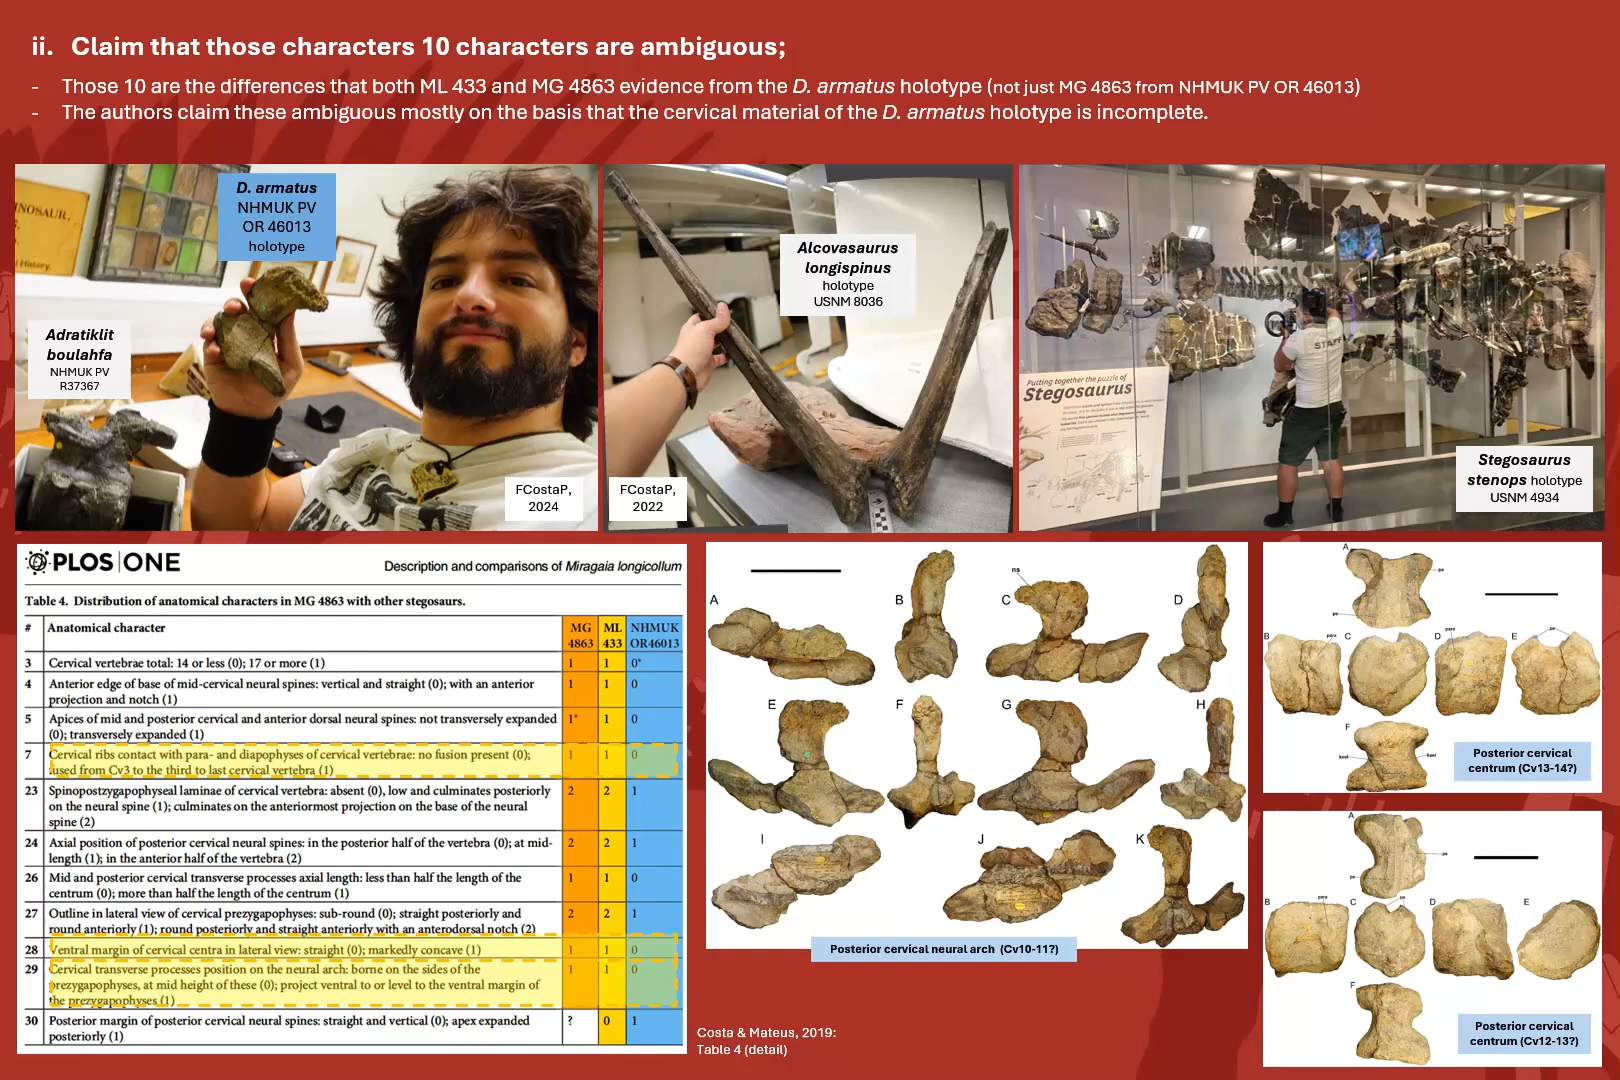 ii. Claim that those characters 10 characters are ambiguous;
- Those 10 are the differences that both ML 433 and MG 4863 evidence from the D. armatus holotype (not just MG 4863 from NHMUK PV OR 46013)
- The authors claim these ambiguous mostly on the basis that the cervical material of the D. armatus holotype is incomplete.
INOSAUR,
l History.
D. armatus
NHMUK PV
OR 46013
holotype
Adratiklit
boulahfa
NHMUK PV
R37367
FCostaP,
2024
Alcovasaurus
longispinus
holotype
USNM 8036
FCostaP,
2022
STAFF
Putting together the puzzle of
Stegosaurus
Stegosaurus
stenops holotype
USNM 4934
PLOS ONE
Description and comparisons of Miragaia longicollum
Table 4. Distribution of anatomical characters in MG 4863 with other stegosaurs.
# Anatomical character MG 4863 ML 433 NHMUK OR46013
3 Cervical vertebrae total: 14 or less (0); 17 or more (1) 1 1 0*
4 Anterior edge of base of mid-cervical neural spines: vertical and straight (0); with an anterior 1 1 0
projection and notch (1)
5 Apices of mid and posterior cervical and anterior dorsal neural spines: not transversely expanded 1* 1 0
(0); transversely expanded (1)
7 Cervical ribs contact with para- and diapophyses of cervical vertebrae: no fusion present (0); 1 1 0
fused from Cv3 to the third to last cervical vertebra (1)
23 Spinopostzygapophyseal laminae of cervical vertebra: absent (0), low and culminates posteriorly 2 2 1
on the neural spine (1); culminates on the anteriormost projection on the base of the neural
spine (2)
24 Axial position of posterior cervical neural spines: in the posterior half of the vertebra (0); at mid- 2 2 1
length (1); in the anterior half of the vertebra (2)
26 Mid and posterior cervical transverse processes axial length: less than half the length of the 1 1 0
centrum (0); more than half the length of the centrum (1)
27 Outline in lateral view of cervical prezygapophyses: sub-round (0); straight posteriorly and 2 2 1
round anteriorly (1); round posteriorly and straight anteriorly with an anterodorsal notch (2)
28 Ventral margin of cervical centra in lateral view: straight (0); markedly concave (1) 1 1 0
29 Cervical transverse processes position on the neural arch: borne on the sides of the 1 1 0
prezygapophyses, at mid height of these (0); project ventral to or level to the ventral margin of
the prezygapophyses (1)
30 Posterior margin of posterior cervical neural spines: straight and vertical (0); apex expanded ? 0 1
posteriorly (1)
Costa & Mateus, 2019:
Table 4 (detail)
A
B
C
ns
D
E
F
G
H
I
J
K
Posterior cervical neural arch (Cv10-11?)
A
pe
pe
B
para
C
D
para
E
pe
F
keel
keel
Posterior cervical
centrum (Cv13-14?)
A
pe
pe
B
para
C
pe
D
E
F
Posterior cervical
centrum (Cv12-13?)